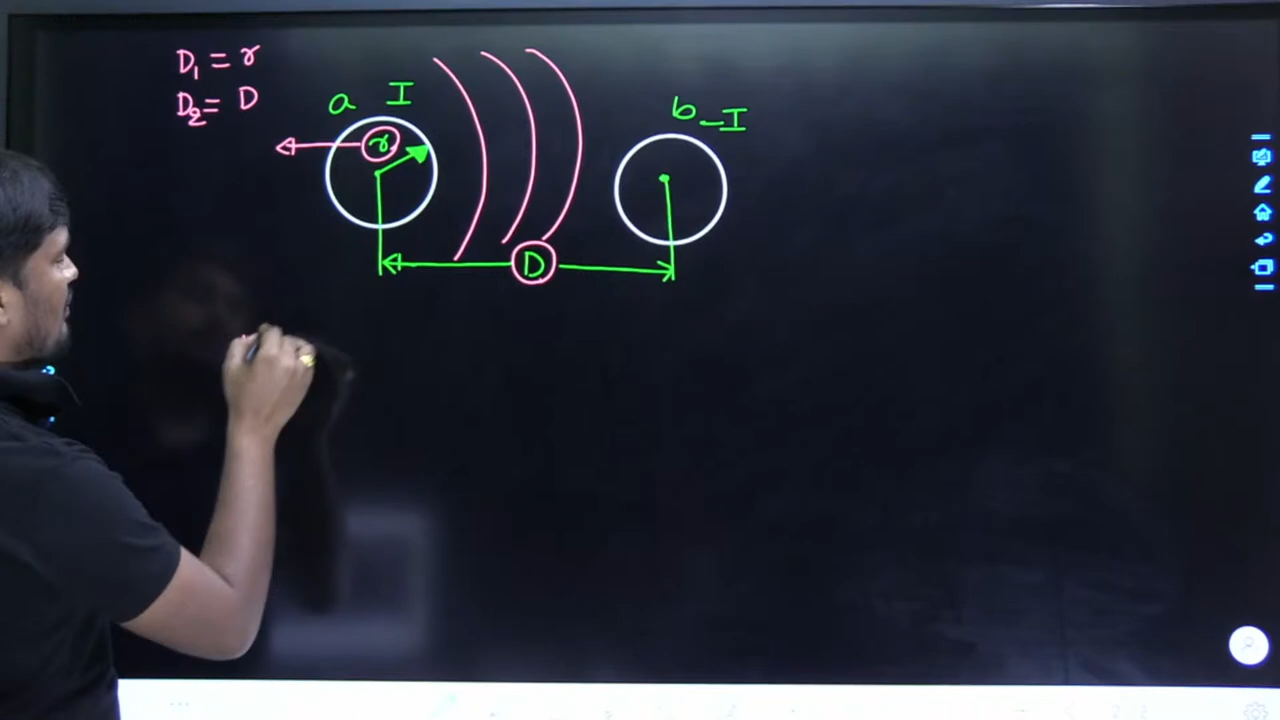 D₁ = r
D₂ = D
a I
b -I
r
D